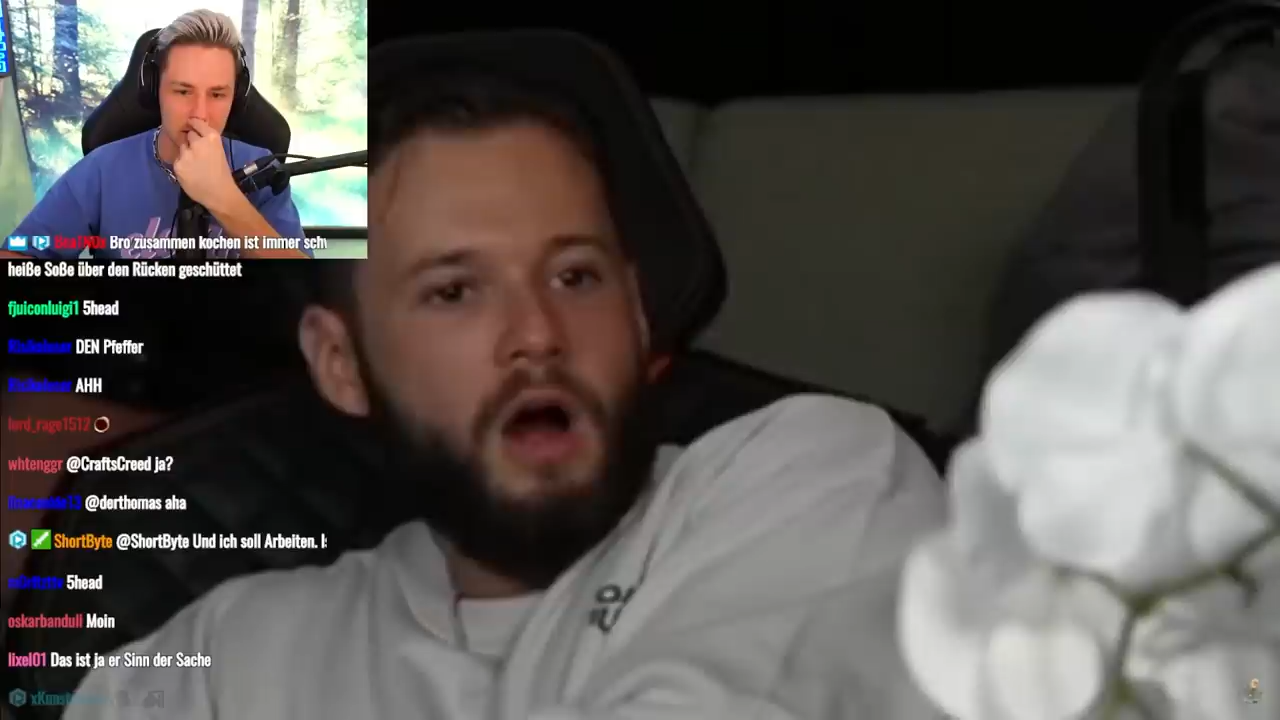 Bro zusammen kochen ist immer schw
heiße Soße über den Rücken geschüttet
fjuiconluigi1 5head
DEN Pfeffer
AHH
lord_rage1512
whtenggr @CraftsCreed ja?
@derthomas aha
ShortByte @ShortByte Und ich soll Arbeiten. I:
5head
oskarbandull Moin
lixel01 Das ist ja er Sinn der Sache